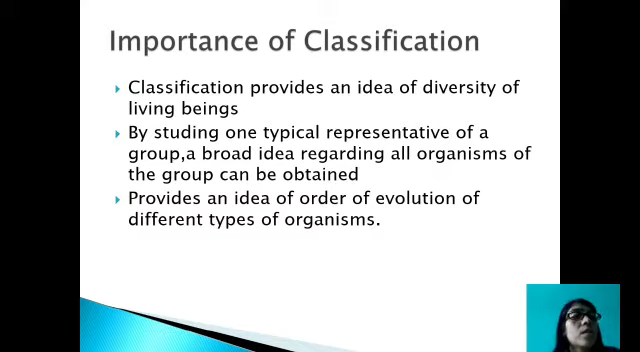 Importance of Classification
Classification provides an idea of diversity of
living beings
By studing one typical representative of a
group,a broad idea regarding all organisms of
the group can be obtained
Provides an idea of order of evolution of
different types of organisms.